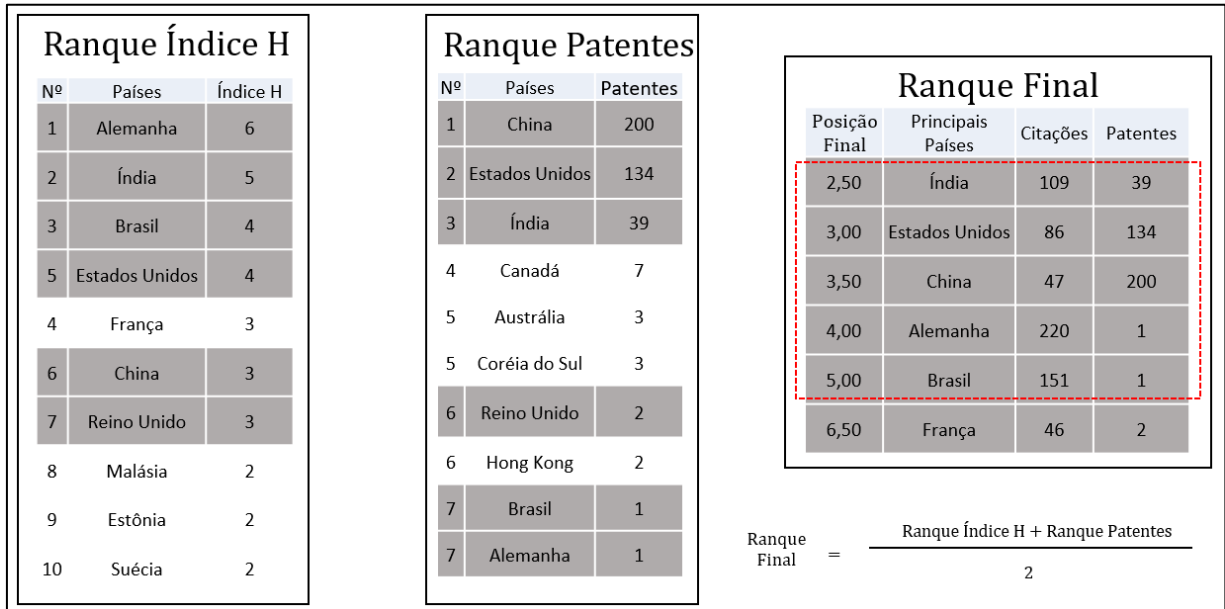 Ranque Índice H
Nº Países Índice H
1 Alemanha 6
2 Índia 5
3 Brasil 4
5 Estados Unidos 4
4 França 3
6 China 3
7 Reino Unido 3
8 Malásia 2
9 Estônia 2
10 Suécia 2
Ranque Patentes
Nº Países Patentes
1 China 200
2 Estados Unidos 134
3 Índia 39
4 Canadá 7
5 Austrália 3
5 Coréia do Sul 3
6 Reino Unido 2
6 Hong Kong 2
7 Brasil 1
7 Alemanha 1
Ranque Final
Posição Final Principais Países Citações Patentes
2,50 Índia 109 39
3,00 Estados Unidos 86 134
3,50 China 47 200
4,00 Alemanha 220 1
5,00 Brasil 151 1
6,50 França 46 2
Ranque Final = Ranque Índice H + Ranque Patentes
2